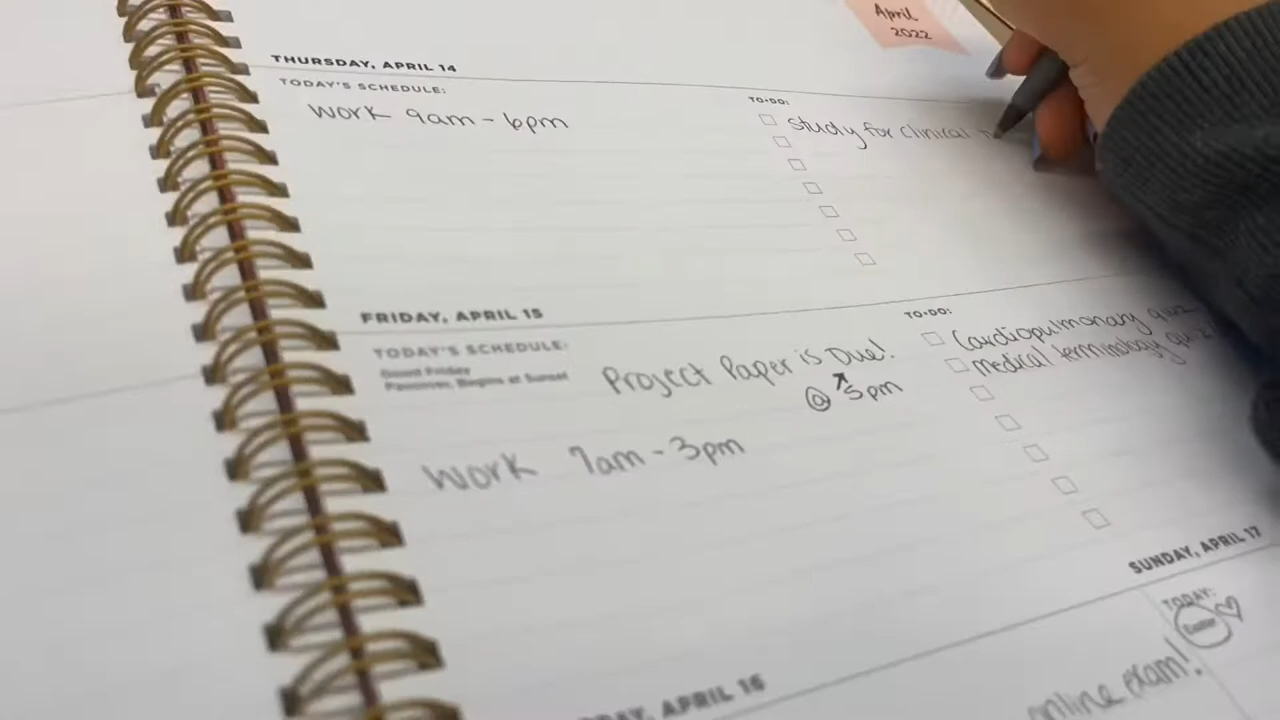 April
2022
THURSDAY, APRIL 14
TODAY'S SCHEDULE:
TO-DO:
Work 9am - 6pm
Study for clinical
FRIDAY, APRIL 15
TODAY'S SCHEDULE:
Good Friday
Passover, Begins at Sunset
Project Paper is Due!
@ 5pm
Work 7am - 3pm
TO-DO:
Cardiopulmonary quiz
Medical terminology quiz
APRIL 16
online exam!
SUNDAY, APRIL 17
TODAY:
Easter